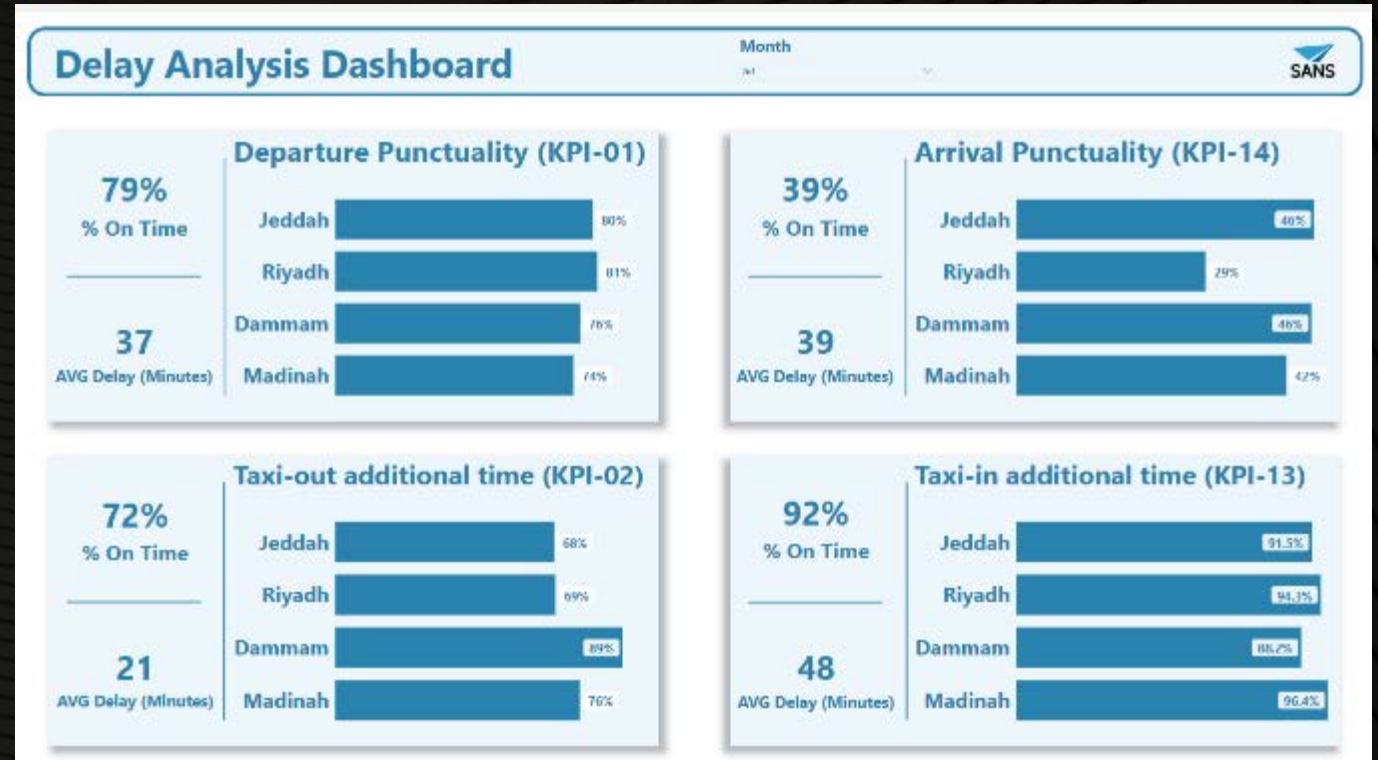 Delay Analysis Dashboard
Month
SANS
Departure Punctuality (KPI-01)
79%
% On Time
37
AVG Delay (Minutes)
Jeddah 80%
Riyadh 81%
Dammam 76%
Madinah 74%
Arrival Punctuality (KPI-14)
39%
% On Time
39
AVG Delay (Minutes)
Jeddah 46%
Riyadh 29%
Dammam 46%
Madinah 42%
Taxi-out additional time (KPI-02)
72%
% On Time
21
AVG Delay (Minutes)
Jeddah 68%
Riyadh 69%
Dammam 89%
Madinah 76%
Taxi-in additional time (KPI-13)
92%
% On Time
48
AVG Delay (Minutes)
Jeddah 91.5%
Riyadh 94.3%
Dammam 88.2%
Madinah 96.4%